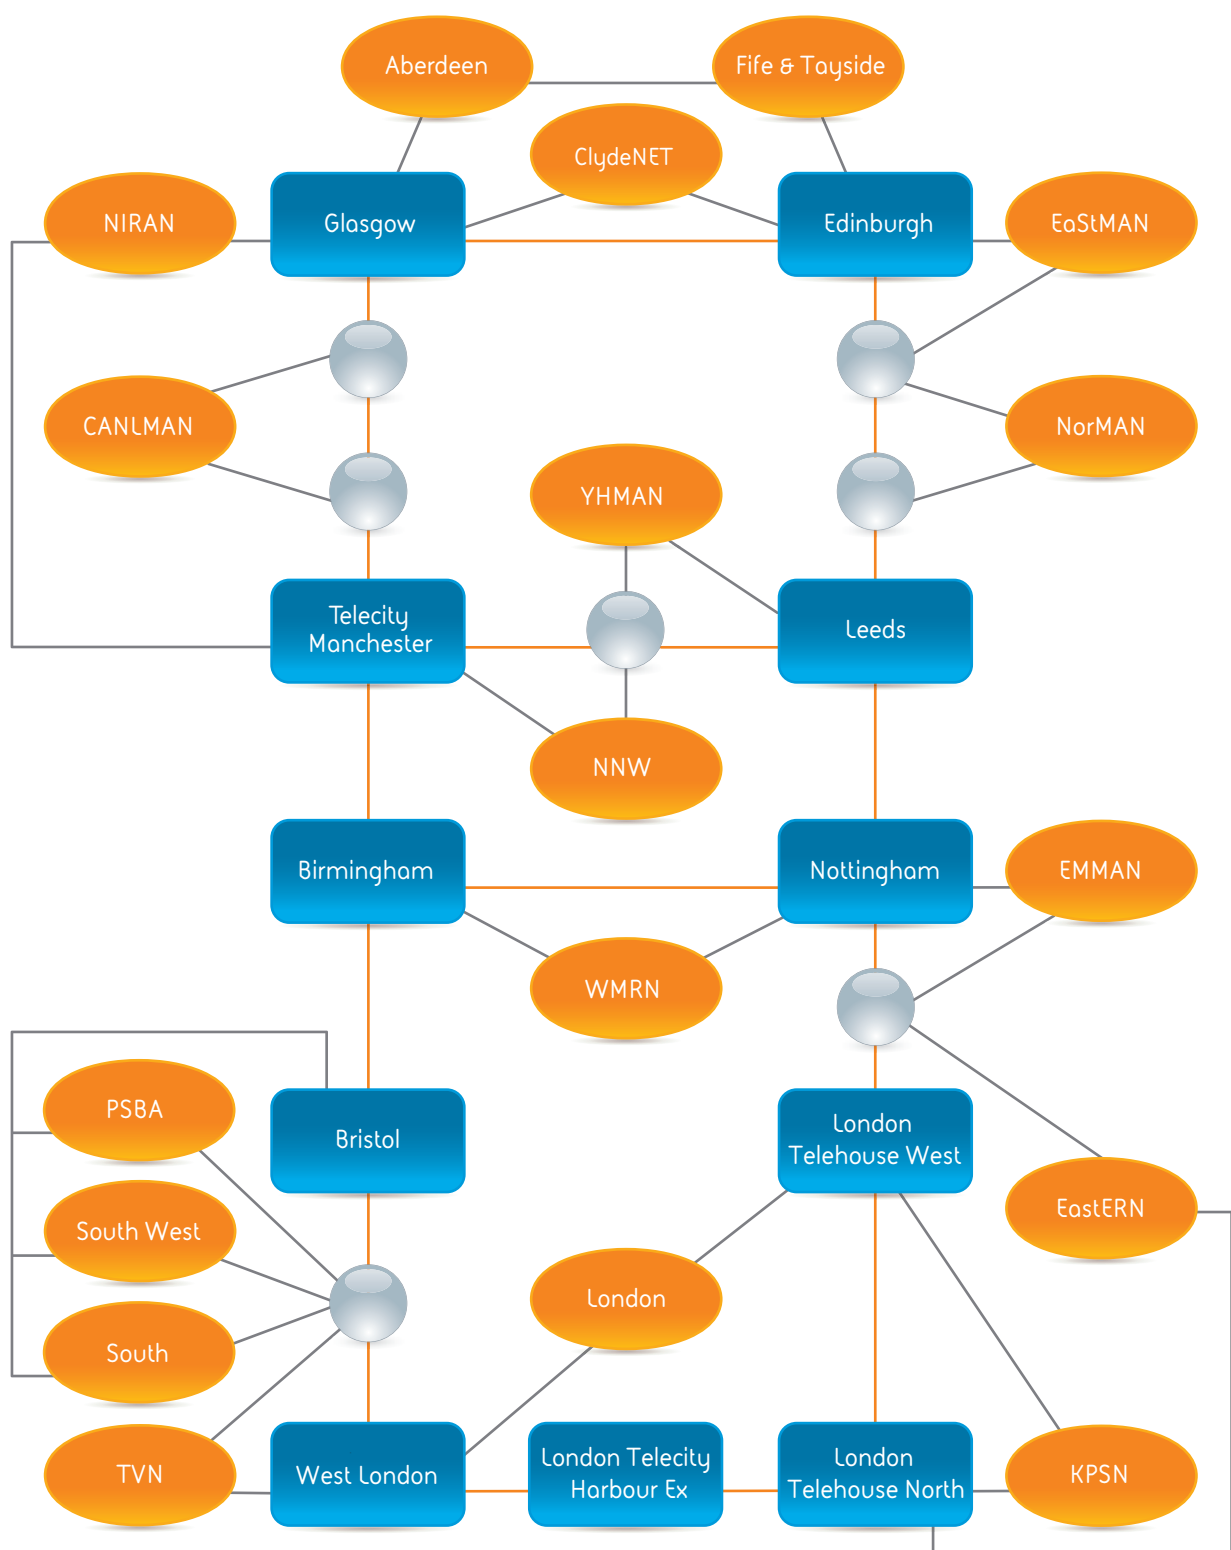 Aberdeen
Fife & Tayside
ClydeNET
NIRAN
Glasgow
Edinburgh
EaStMAN
CANLMAN
NorMAN
YHMAN
Telecity
Manchester
Leeds
NNW
Birmingham
Nottingham
EMMAN
WMRN
PSBA
Bristol
London
Telehouse West
South West
EastERN
London
South
TVN
West London
London Telecity
Harbour Ex
London
Telehouse North
KPSN